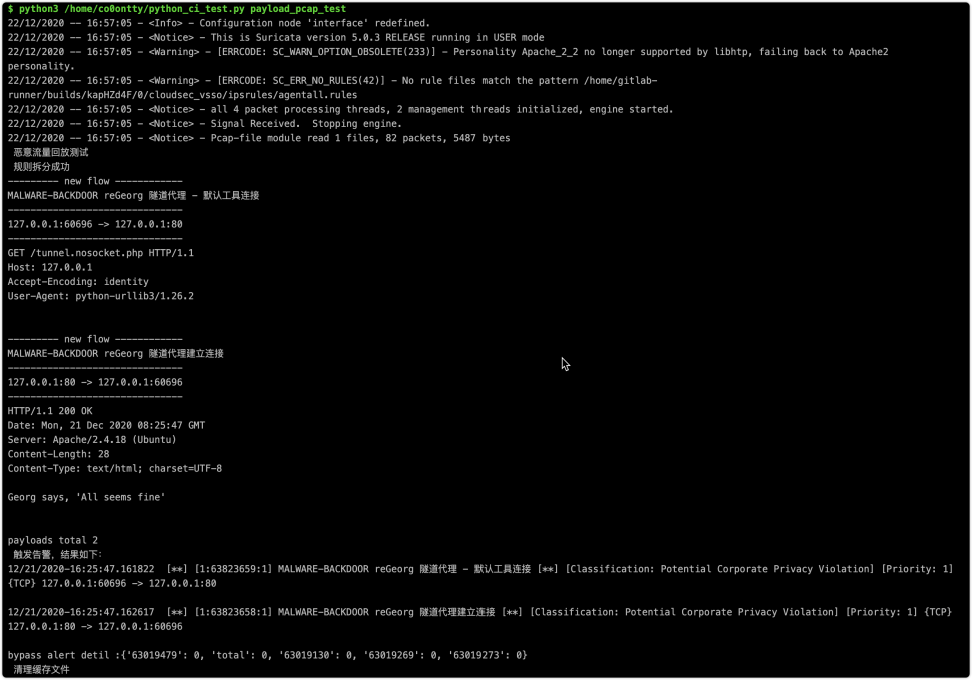 $ python3 /home/co0ontty/python_ci_test.py payload_pcap_test
22/12/2020 -- 16:57:05 - <Info> - Configuration node 'interface' redefined.
22/12/2020 -- 16:57:05 - <Notice> - This is Suricata version 5.0.3 RELEASE running in USER mode
22/12/2020 -- 16:57:05 - <Warning> - [ERRCODE: SC_WARN_OPTION_OBSOLETE(233)] - Personality Apache_2_2 no longer supported by libhtp, failing back to Apache2
personality.
22/12/2020 -- 16:57:05 - <Warning> - [ERRCODE: SC_ERR_NO_RULES(42)] - No rule files match the pattern /home/gitlab-
runner/builds/kapHZd4F/0/cloudsec_vsso/ipsrules/agentall.rules
22/12/2020 -- 16:57:05 - <Notice> - all 4 packet processing threads, 2 management threads initialized, engine started.
22/12/2020 -- 16:57:05 - <Notice> - Signal Received.  Stopping engine.
22/12/2020 -- 16:57:05 - <Notice> - Pcap-file module read 1 files, 82 packets, 5487 bytes
恶意流量回放测试
规则拆分成功
--------- new flow ------------
MALWARE-BACKDOOR reGeorg 隧道代理 - 默认工具连接
-------------------------------
127.0.0.1:60696 -> 127.0.0.1:80
-------------------------------
GET /tunnel.nosocket.php HTTP/1.1
Host: 127.0.0.1
Accept-Encoding: identity
User-Agent: python-urllib3/1.26.2
--------- new flow ------------
MALWARE-BACKDOOR reGeorg 隧道代理建立连接
-------------------------------
127.0.0.1:80 -> 127.0.0.1:60696
-------------------------------
HTTP/1.1 200 OK
Date: Mon, 21 Dec 2020 08:25:47 GMT
Server: Apache/2.4.18 (Ubuntu)
Content-Length: 28
Content-Type: text/html; charset=UTF-8
Georg says, 'All seems fine'
payloads total 2
触发告警，结果如下：
12/21/2020-16:25:47.161822  [**] [1:63823659:1] MALWARE-BACKDOOR reGeorg 隧道代理 - 默认工具连接 [**] [Classification: Potential Corporate Privacy Violation] [Priority: 1]
{TCP} 127.0.0.1:60696 -> 127.0.0.1:80
12/21/2020-16:25:47.162617  [**] [1:63823658:1] MALWARE-BACKDOOR reGeorg 隧道代理建立连接 [**] [Classification: Potential Corporate Privacy Violation] [Priority: 1] {TCP}
127.0.0.1:80 -> 127.0.0.1:60696
bypass alert detil :{'63019479': 0, 'total': 0, '63019130': 0, '63019269': 0, '63019273': 0}
清理缓存文件